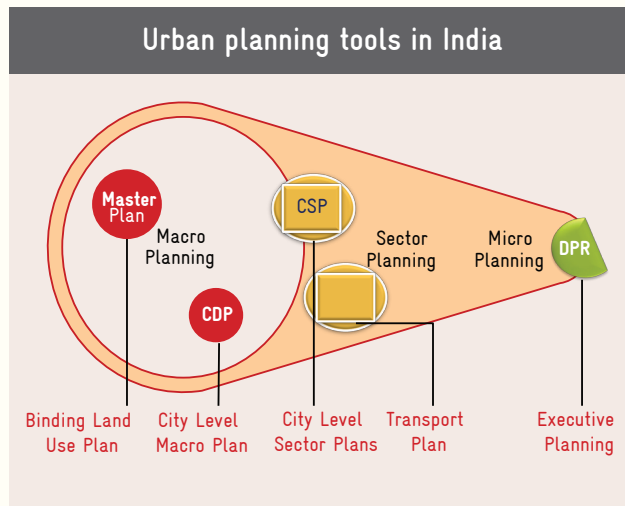 Urban planning tools in India
Master
Plan
Macro
Planning
CDP
CSP
Sector
Planning
Micro
Planning
DPR
Binding Land
Use Plan
City Level
Macro Plan
City Level
Sector Plans
Transport
Plan
Executive
Planning